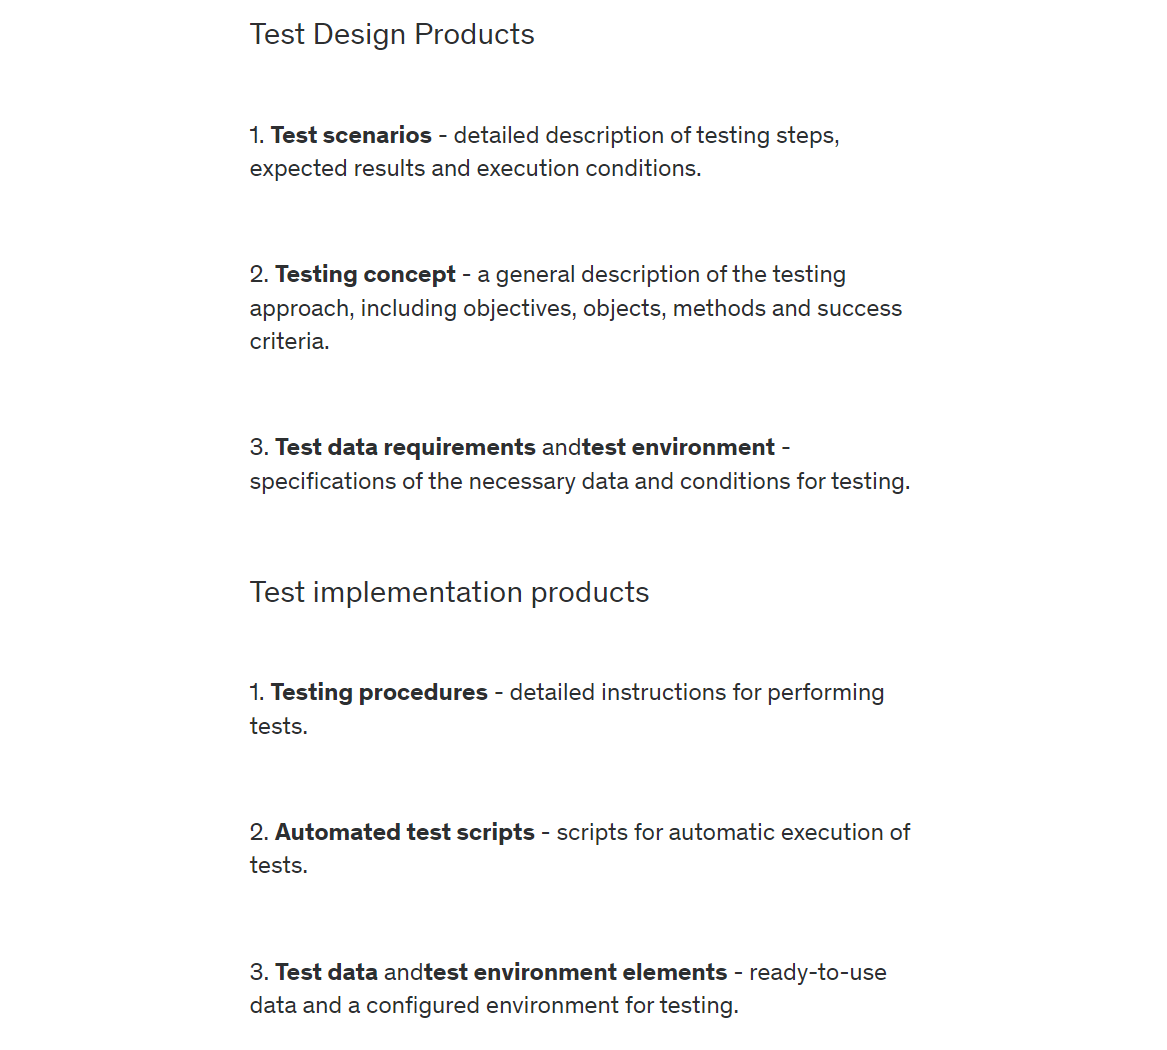 Test Design Products
1. Test scenarios - detailed description of testing steps,
expected results and execution conditions.
2. Testing concept - a general description of the testing
approach, including objectives, objects, methods and success
criteria.
3. Test data requirements andtest environment -
specifications of the necessary data and conditions for testing.
Test implementation products
1. Testing procedures - detailed instructions for performing
tests.
2. Automated test scripts - scripts for automatic execution of
tests.
3. Test data andtest environment elements - ready-to-use
data and a configured environment for testing.